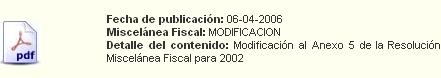 Fecha de publicación: 06-04-2006
Miscelánea Fiscal: MODIFICACION
Detalle del contenido: Modificación al Anexo 5 de la Resolución
Miscelánea Fiscal para 2002
pdf